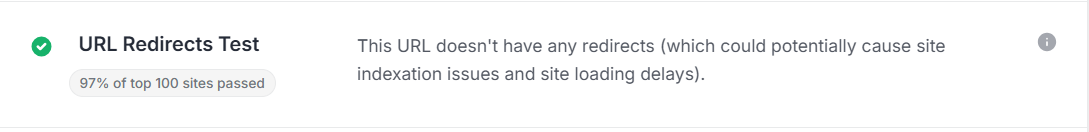 URL Redirects Test
97% of top 100 sites passed
This URL doesn't have any redirects (which could potentially cause site
indexation issues and site loading delays).